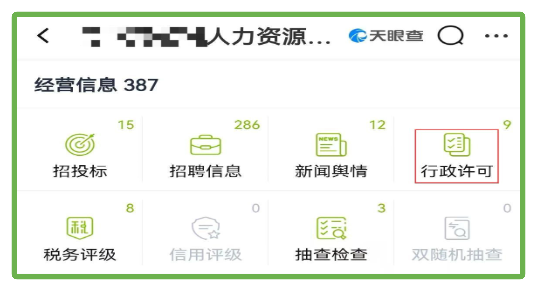 人力资源... 天眼查
经营信息 387
15 286 12 9
NEWS
招投标 招聘信息 新闻舆情 行政许可
8 0 3 0
税务评级 信用评级 抽查检查 双随机抽查